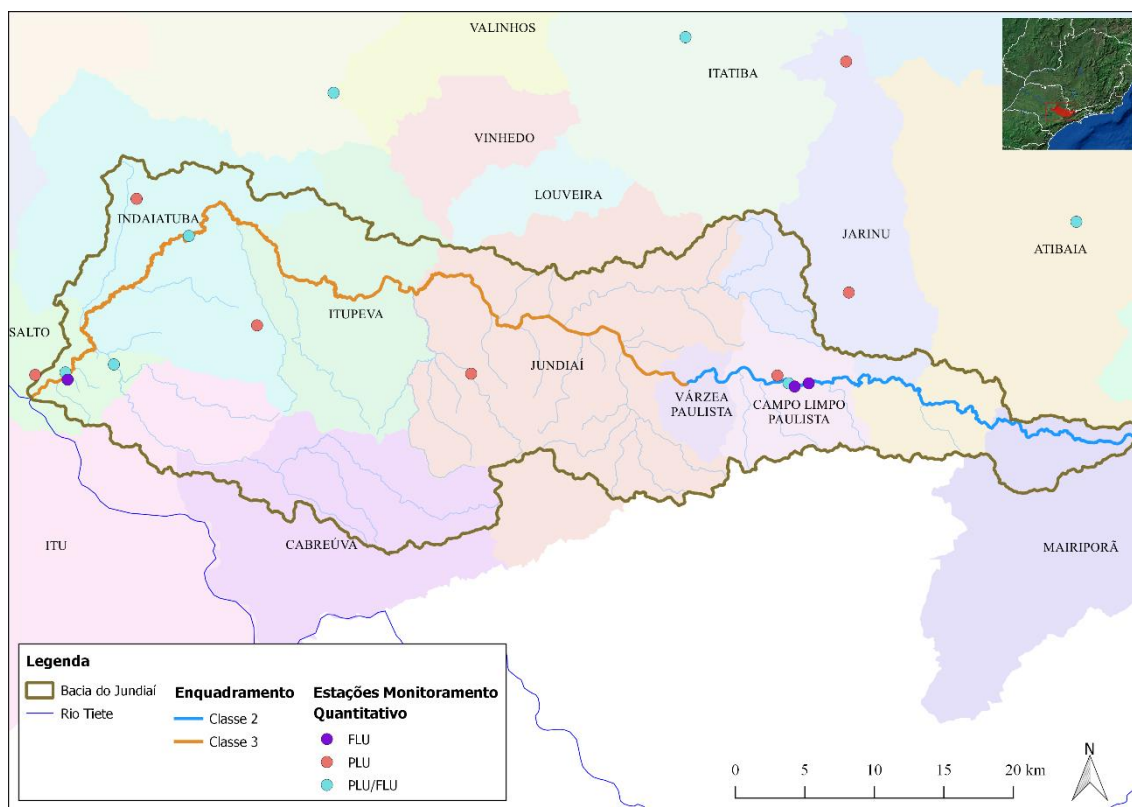 VALINHOS
ITATIBA
VINHEDO
LOUVEIRA
INDAIATUBA
JARINU
ATIBAIA
SALTO
ITUPEVA
JUNDIAÍ
VÁRZEA
PAULISTA
CAMPO LIMPO
PAULISTA
ITU
CABREÚVA
MAIRIPORÃ
Legenda
Bacia do Jundiaí
Rio Tiete
Enquadramento
Classe 2
Classe 3
Estações Monitoramento
Quantitativo
FLU
PLU
PLU/FLU
0 5 10 15 20 km
N